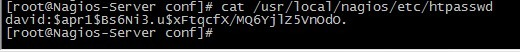 [root@Nagios-Server conf]# cat /usr/local/nagios/etc/htpasswd
david:$apr1$Bs6Ni3.u$xFtqcfX/MQ6YjlZ5VnOdO.
[root@Nagios-Server conf]#